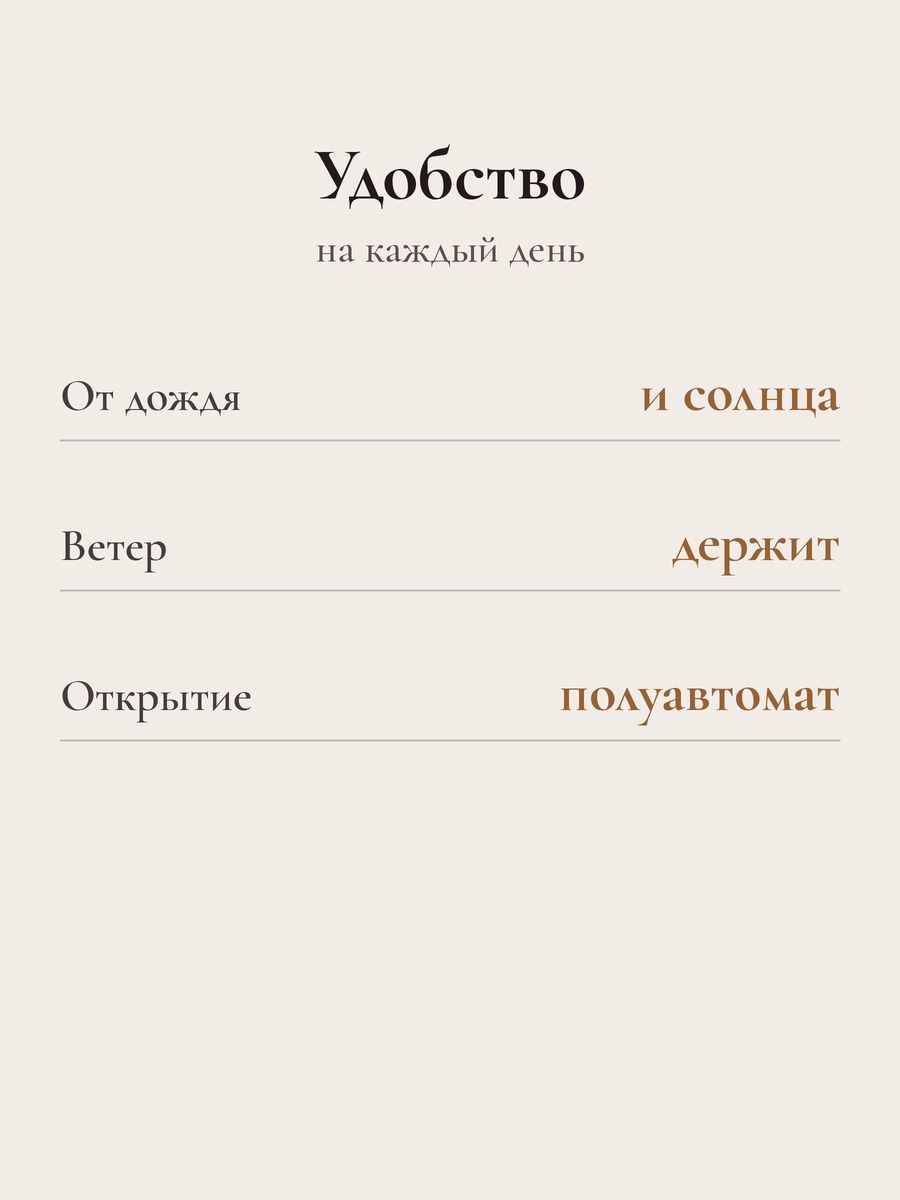 Удобство
на каждый день
От дождя и солнца
Ветер держит
Открытие полуавтомат